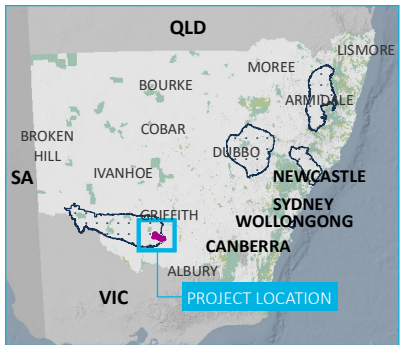 QLD
LISMORE
MOREE
BOURKE
ARMIDALE
COBAR
BROKEN
HILL
DUBBO
IVANHOE
SA
NEWCASTLE
SYDNEY
GRIFFITH
WOLLONGONG
CANBERRA
ALBURY
VIC
PROJECT LOCATION